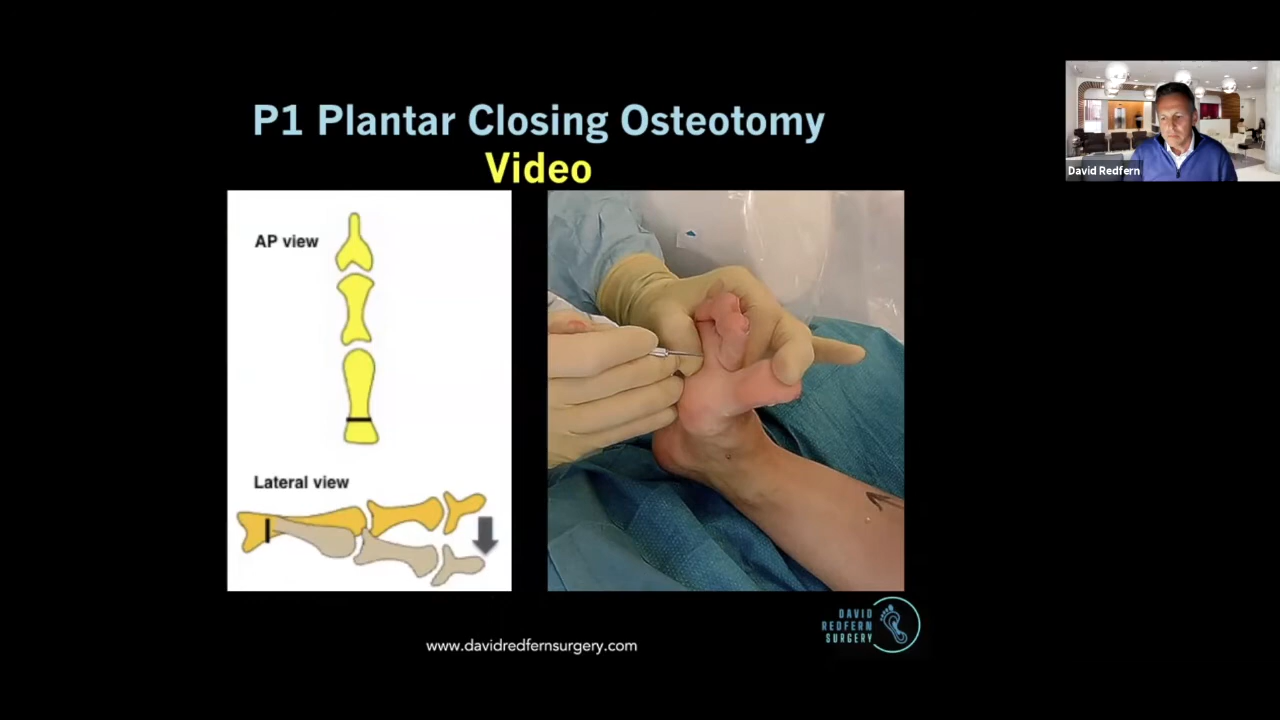 P1 Plantar Closing Osteotomy
Video
AP view
Lateral view
David Redfern
DAVID
REDFERN
SURGERY
www.davidredfernsurgery.com